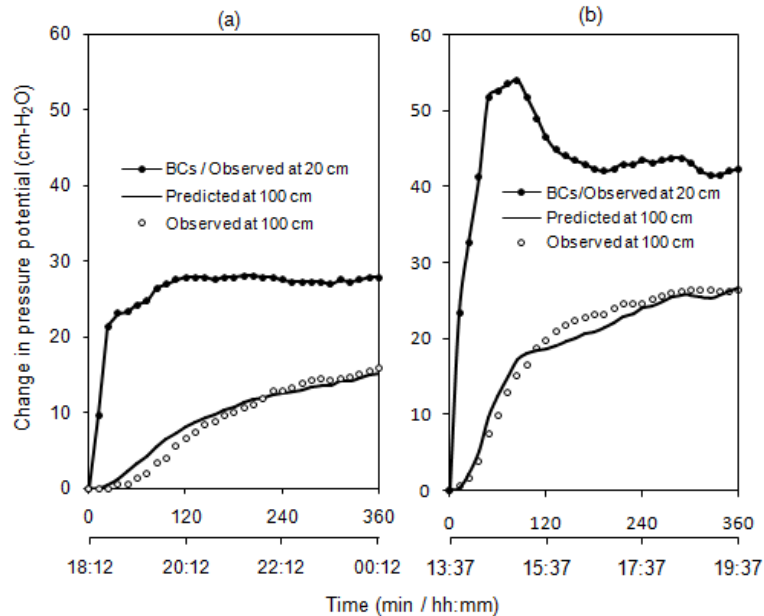 (a)
(b)
Change in pressure potential (cm-H₂O)
60
50
40
30
20
10
0
BCs / Observed at 20 cm
Predicted at 100 cm
Observed at 100 cm
0 120 240 360
18:12 20:12 22:12 00:12
60
50
40
30
20
10
0
BCs/Observed at 20 cm
Predicted at 100 cm
Observed at 100 cm
0 120 240 360
13:37 15:37 17:37 19:37
Time (min / hh:mm)